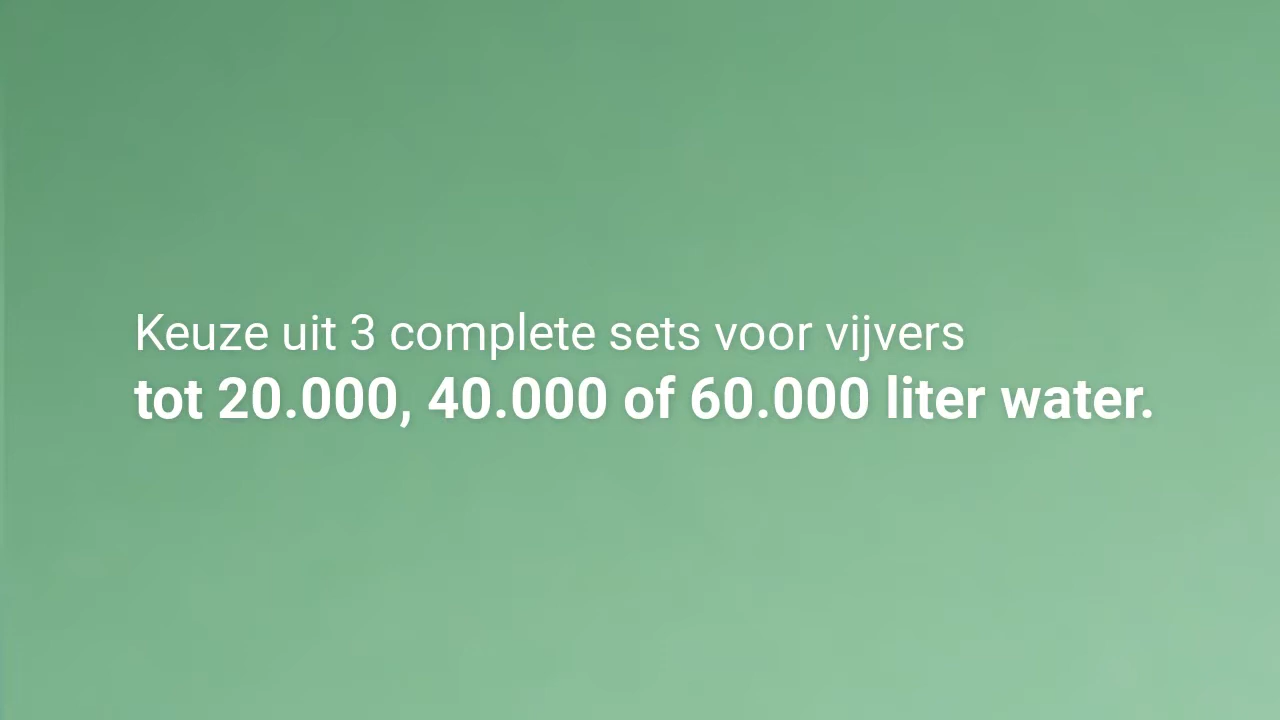 Keuze uit 3 complete sets voor vijvers
tot 20.000, 40.000 of 60.000 liter water.